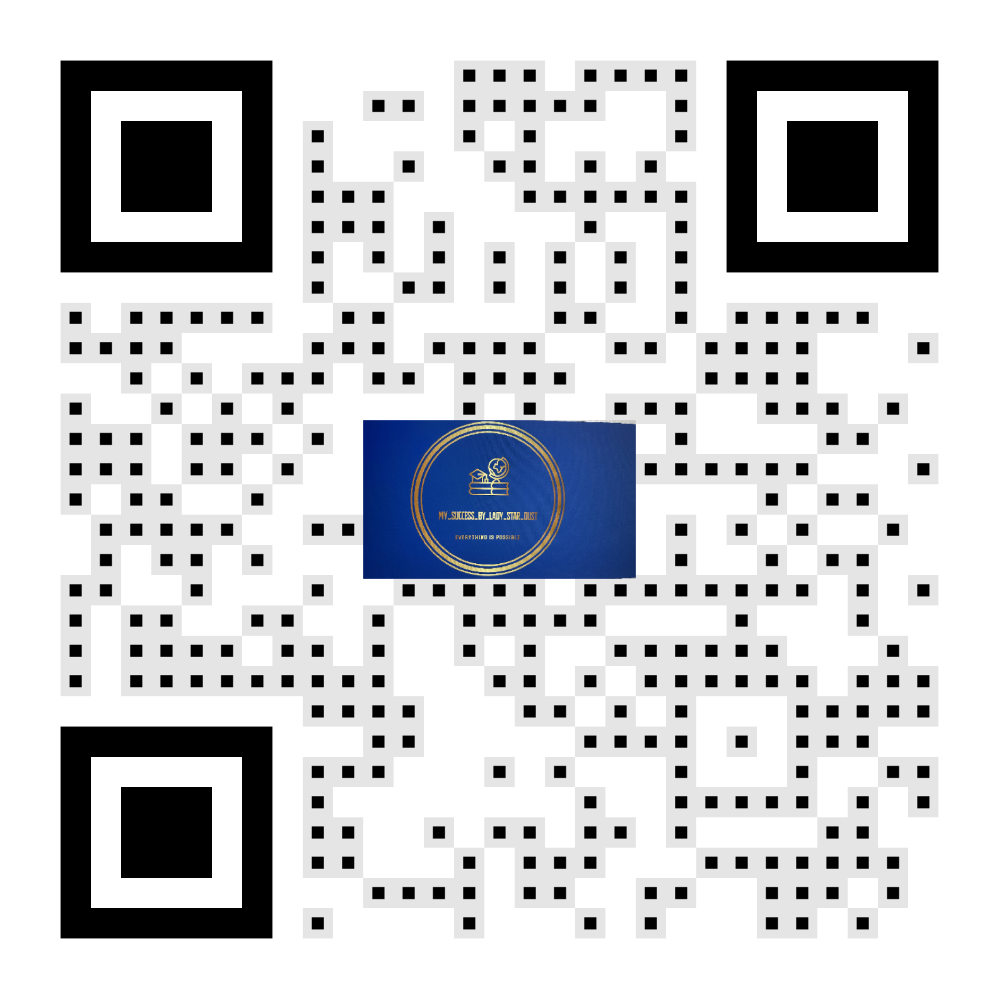 MY_SUCCESS_BY_LADY_STAR_DUST
EVERYTHING IS POSSIBLE